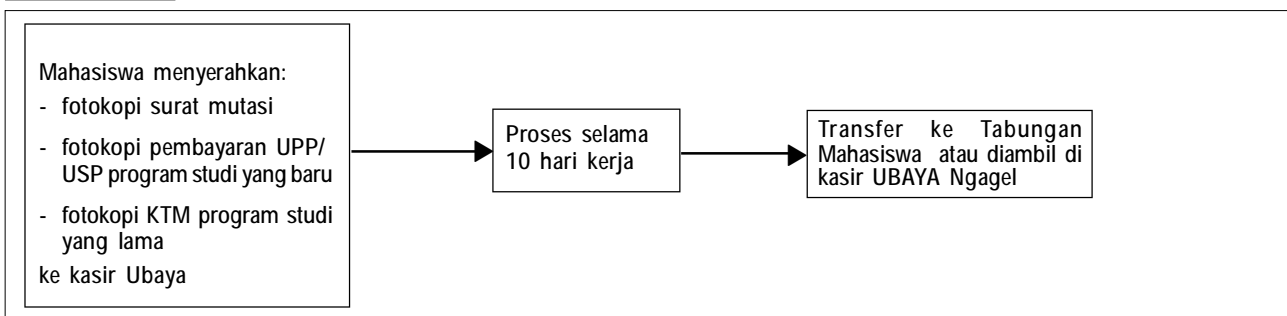 Mahasiswa menyerahkan:
- fotokopi surat mutasi
- fotokopi pembayaran UPP/
USP program studi yang baru
- fotokopi KTM program studi
yang lama
ke kasir Ubaya
Proses selama
10 hari kerja
Transfer ke Tabungan
Mahasiswa atau diambil di
kasir UBAYA Ngagel